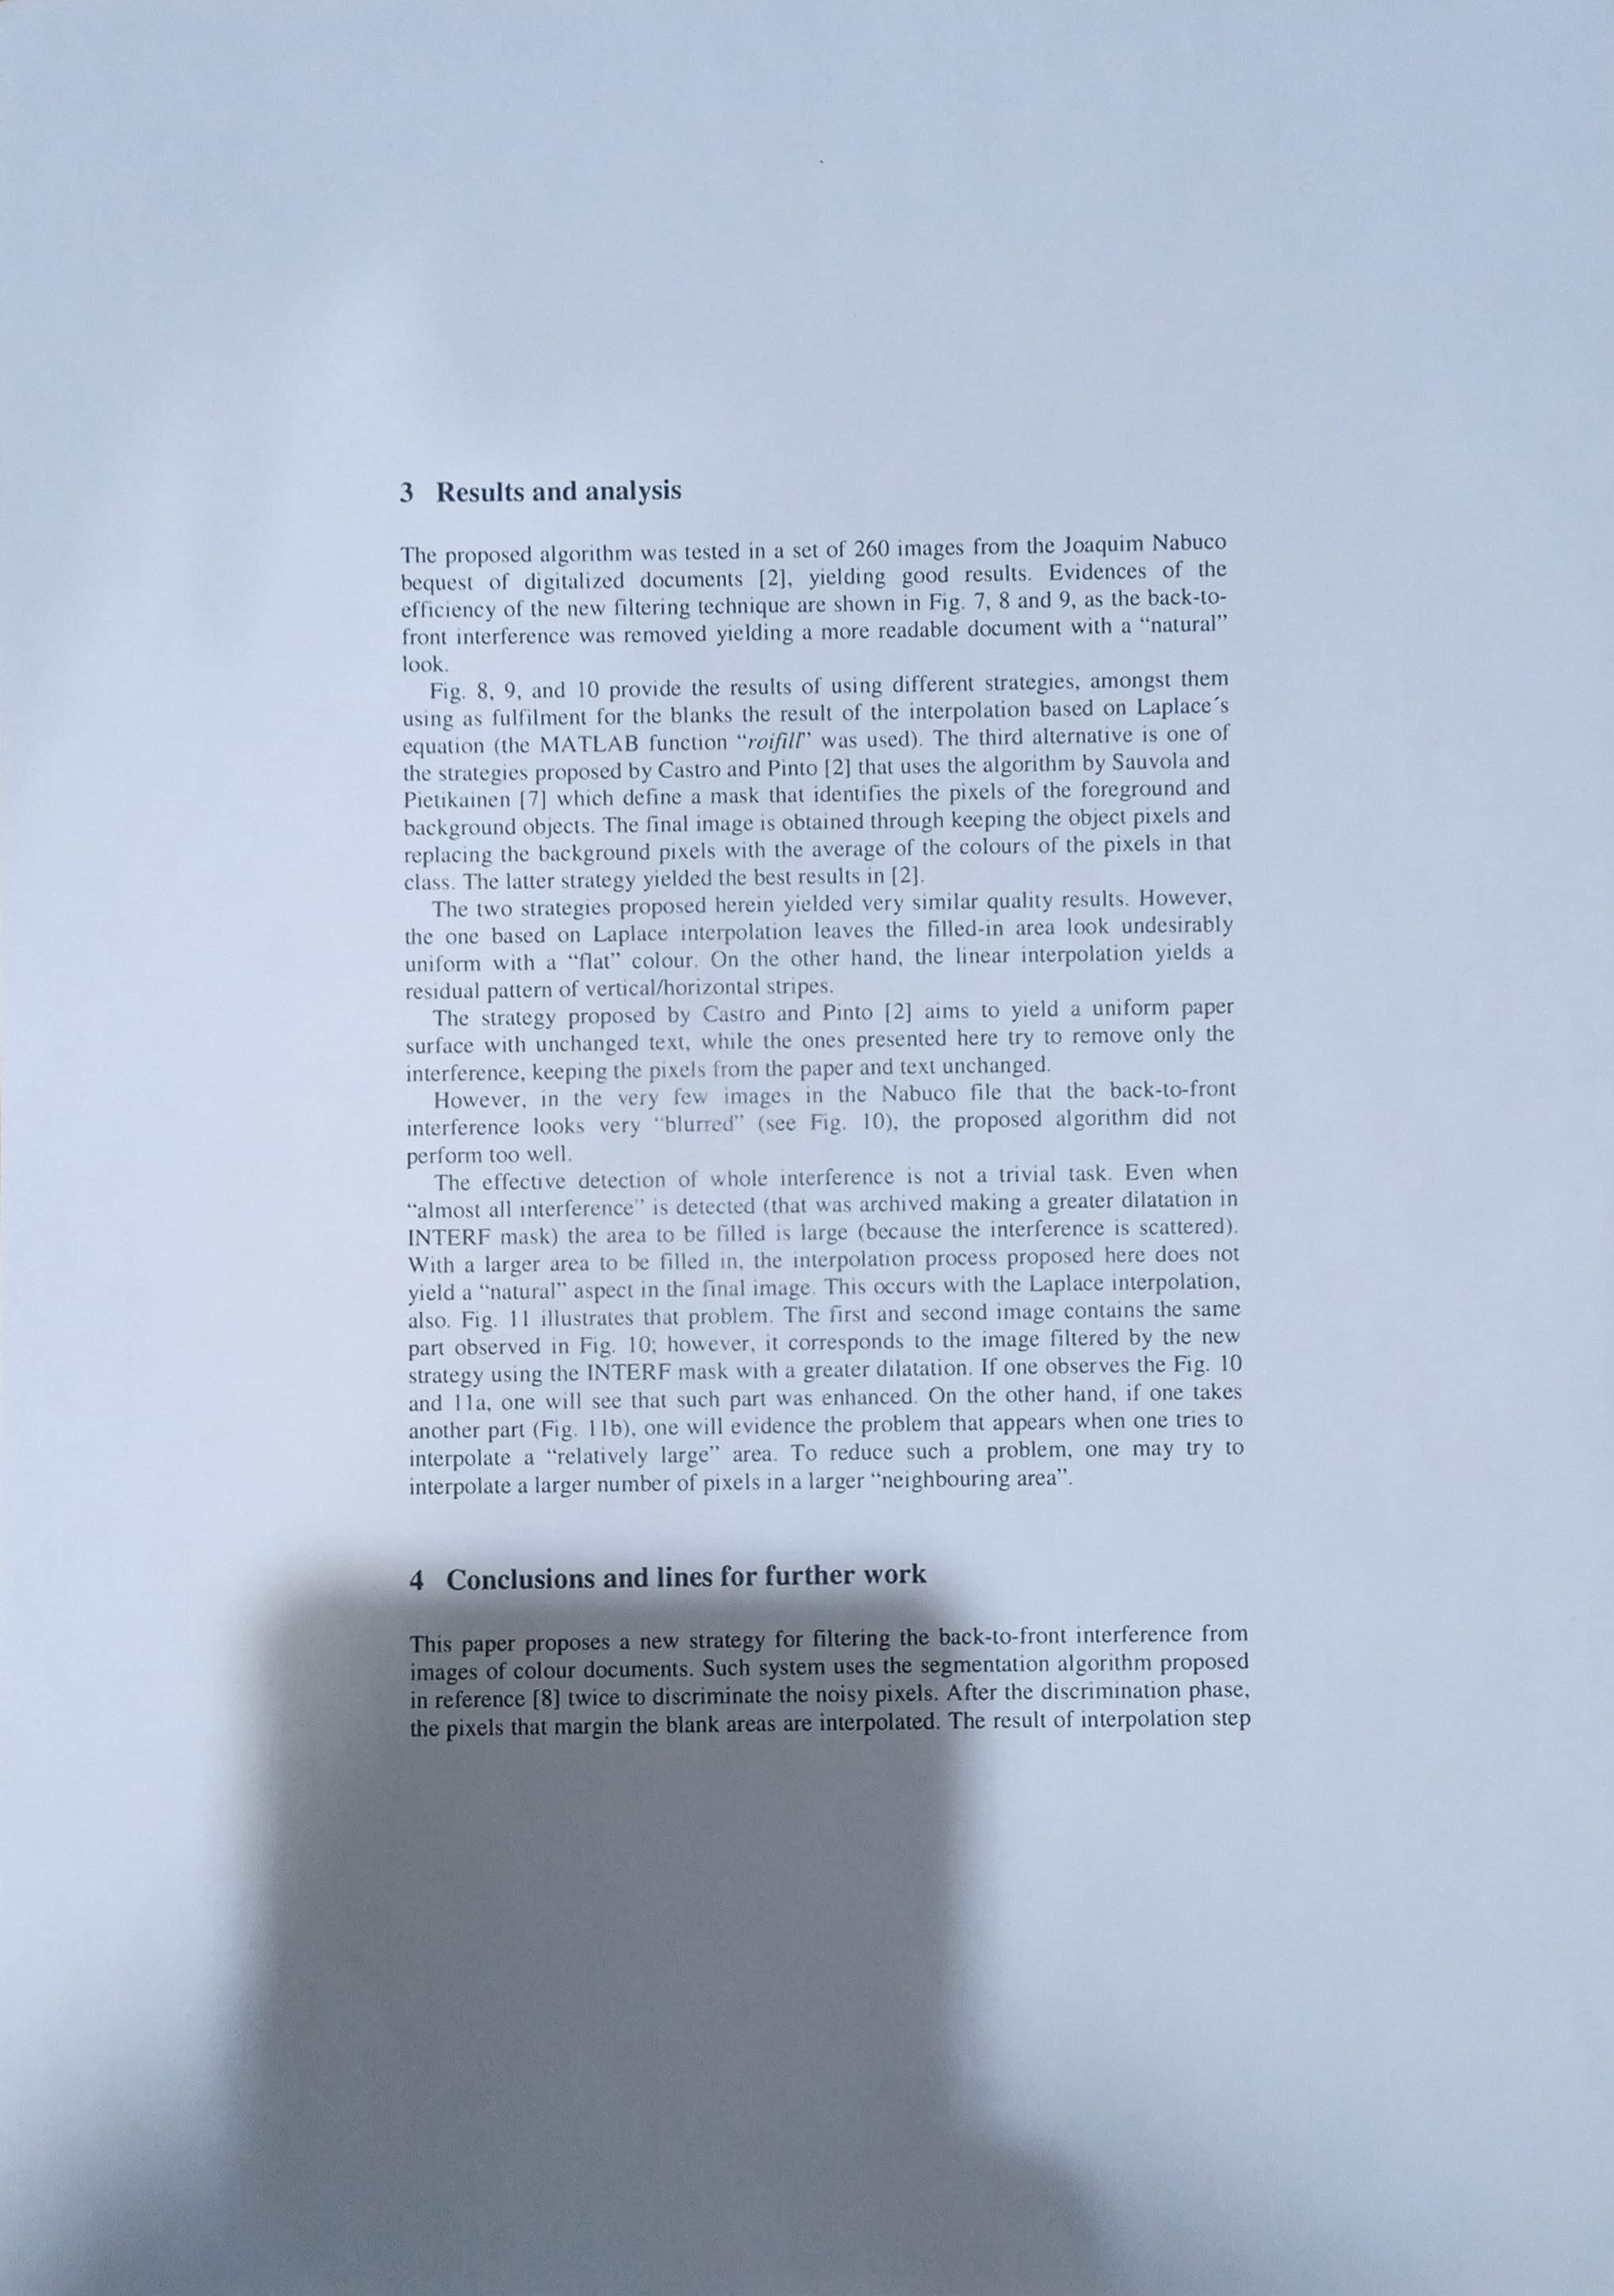 3 Results and analysis
The proposed algorithm was tested in a set of 260 images from the Joaquim Nabuco
bequest of digitalized documents [2], yielding good results. Evidences of the
efficiency of the new filtering technique are shown in Fig. 7, 8 and 9, as the back-to-
front interference was removed yielding a more readable document with a “natural”
look.
Fig. 8, 9, and 10 provide the results of using different strategies, amongst them
using as fulfilment for the blanks the result of the interpolation based on Laplace´s
equation (the MATLAB function “roifill” was used). The third alternative is one of
the strategies proposed by Castro and Pinto [2] that uses the algorithm by Sauvola and
Pietikainen [7] which define a mask that identifies the pixels of the foreground and
background objects. The final image is obtained through keeping the object pixels and
replacing the background pixels with the average of the colours of the pixels in that
class. The latter strategy yielded the best results in [2].
The two strategies proposed herein yielded very similar quality results. However,
the one based on Laplace interpolation leaves the filled-in area look undesirably
uniform with a “flat” colour. On the other hand, the linear interpolation yields a
residual pattern of vertical/horizontal stripes.
The strategy proposed by Castro and Pinto [2] aims to yield a uniform paper
surface with unchanged text, while the ones presented here try to remove only the
interference, keeping the pixels from the paper and text unchanged.
However, in the very few images in the Nabuco file that the back-to-front
interference looks very “blurred” (see Fig. 10), the proposed algorithm did not
perform too well.
The effective detection of whole interference is not a trivial task. Even when
“almost all interference” is detected (that was archived making a greater dilatation in
INTERF mask) the area to be filled is large (because the interference is scattered).
With a larger area to be filled in, the interpolation process proposed here does not
yield a “natural” aspect in the final image. This occurs with the Laplace interpolation,
also. Fig. 11 illustrates that problem. The first and second image contains the same
part observed in Fig. 10; however, it corresponds to the image filtered by the new
strategy using the INTERF mask with a greater dilatation. If one observes the Fig. 10
and 11a, one will see that such part was enhanced. On the other hand, if one takes
another part (Fig. 11b), one will evidence the problem that appears when one tries to
interpolate a “relatively large” area. To reduce such a problem, one may try to
interpolate a larger number of pixels in a larger “neighbouring area”.
4 Conclusions and lines for further work
This paper proposes a new strategy for filtering the back-to-front interference from
images of colour documents. Such system uses the segmentation algorithm proposed
in reference [8] twice to discriminate the noisy pixels. After the discrimination phase,
the pixels that margin the blank areas are interpolated. The result of interpolation step